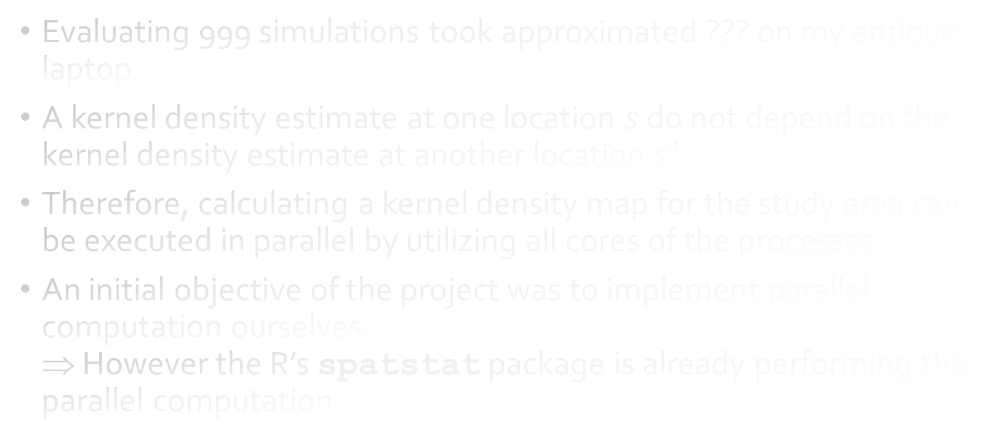 • Evaluating 999 simulations took approximated ??? on my antique
laptop.
• A kernel density estimate at one location s do not depend on the
kernel density estimate at another location s′.
• Therefore, calculating a kernel density map for the study area can
be executed in parallel by utilizing all cores of the processes.
• An initial objective of the project was to implement parallel
computation ourselves.
⇒ However the R’s spatstat package is already performing this
parallel computation.